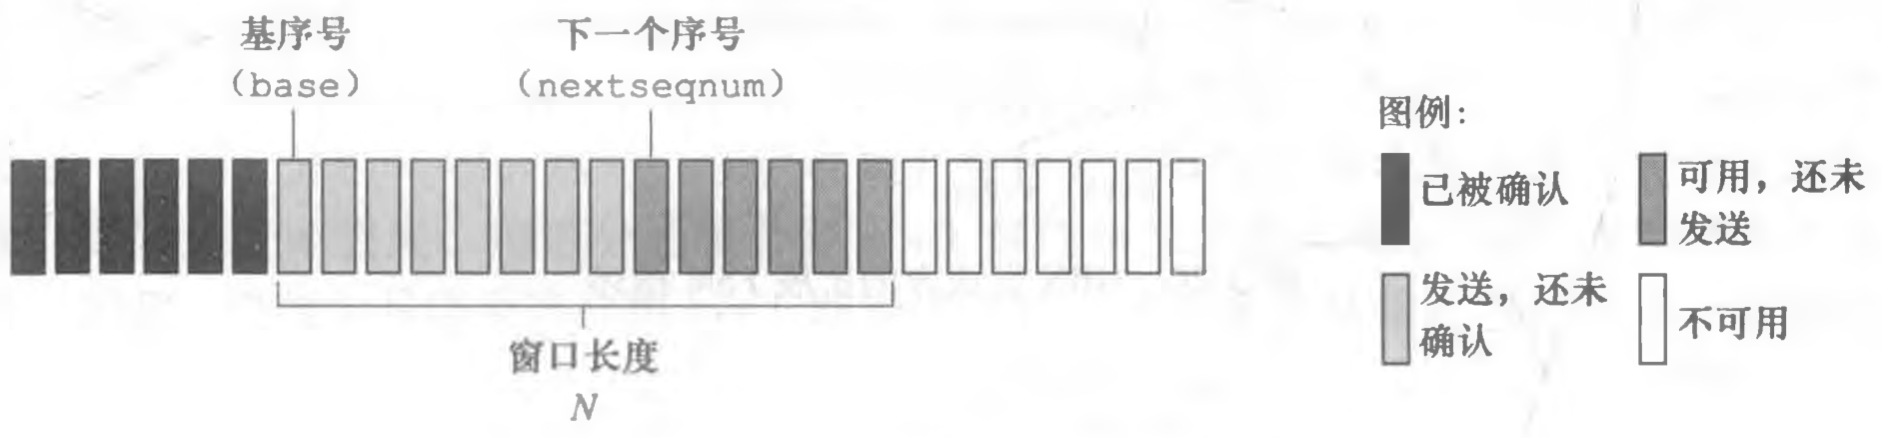 基序号
（base）
下一个序号
（nextseqnum）
窗口长度
N
图例：
已被确认
发送，还未
确认
可用，还未
发送
不可用